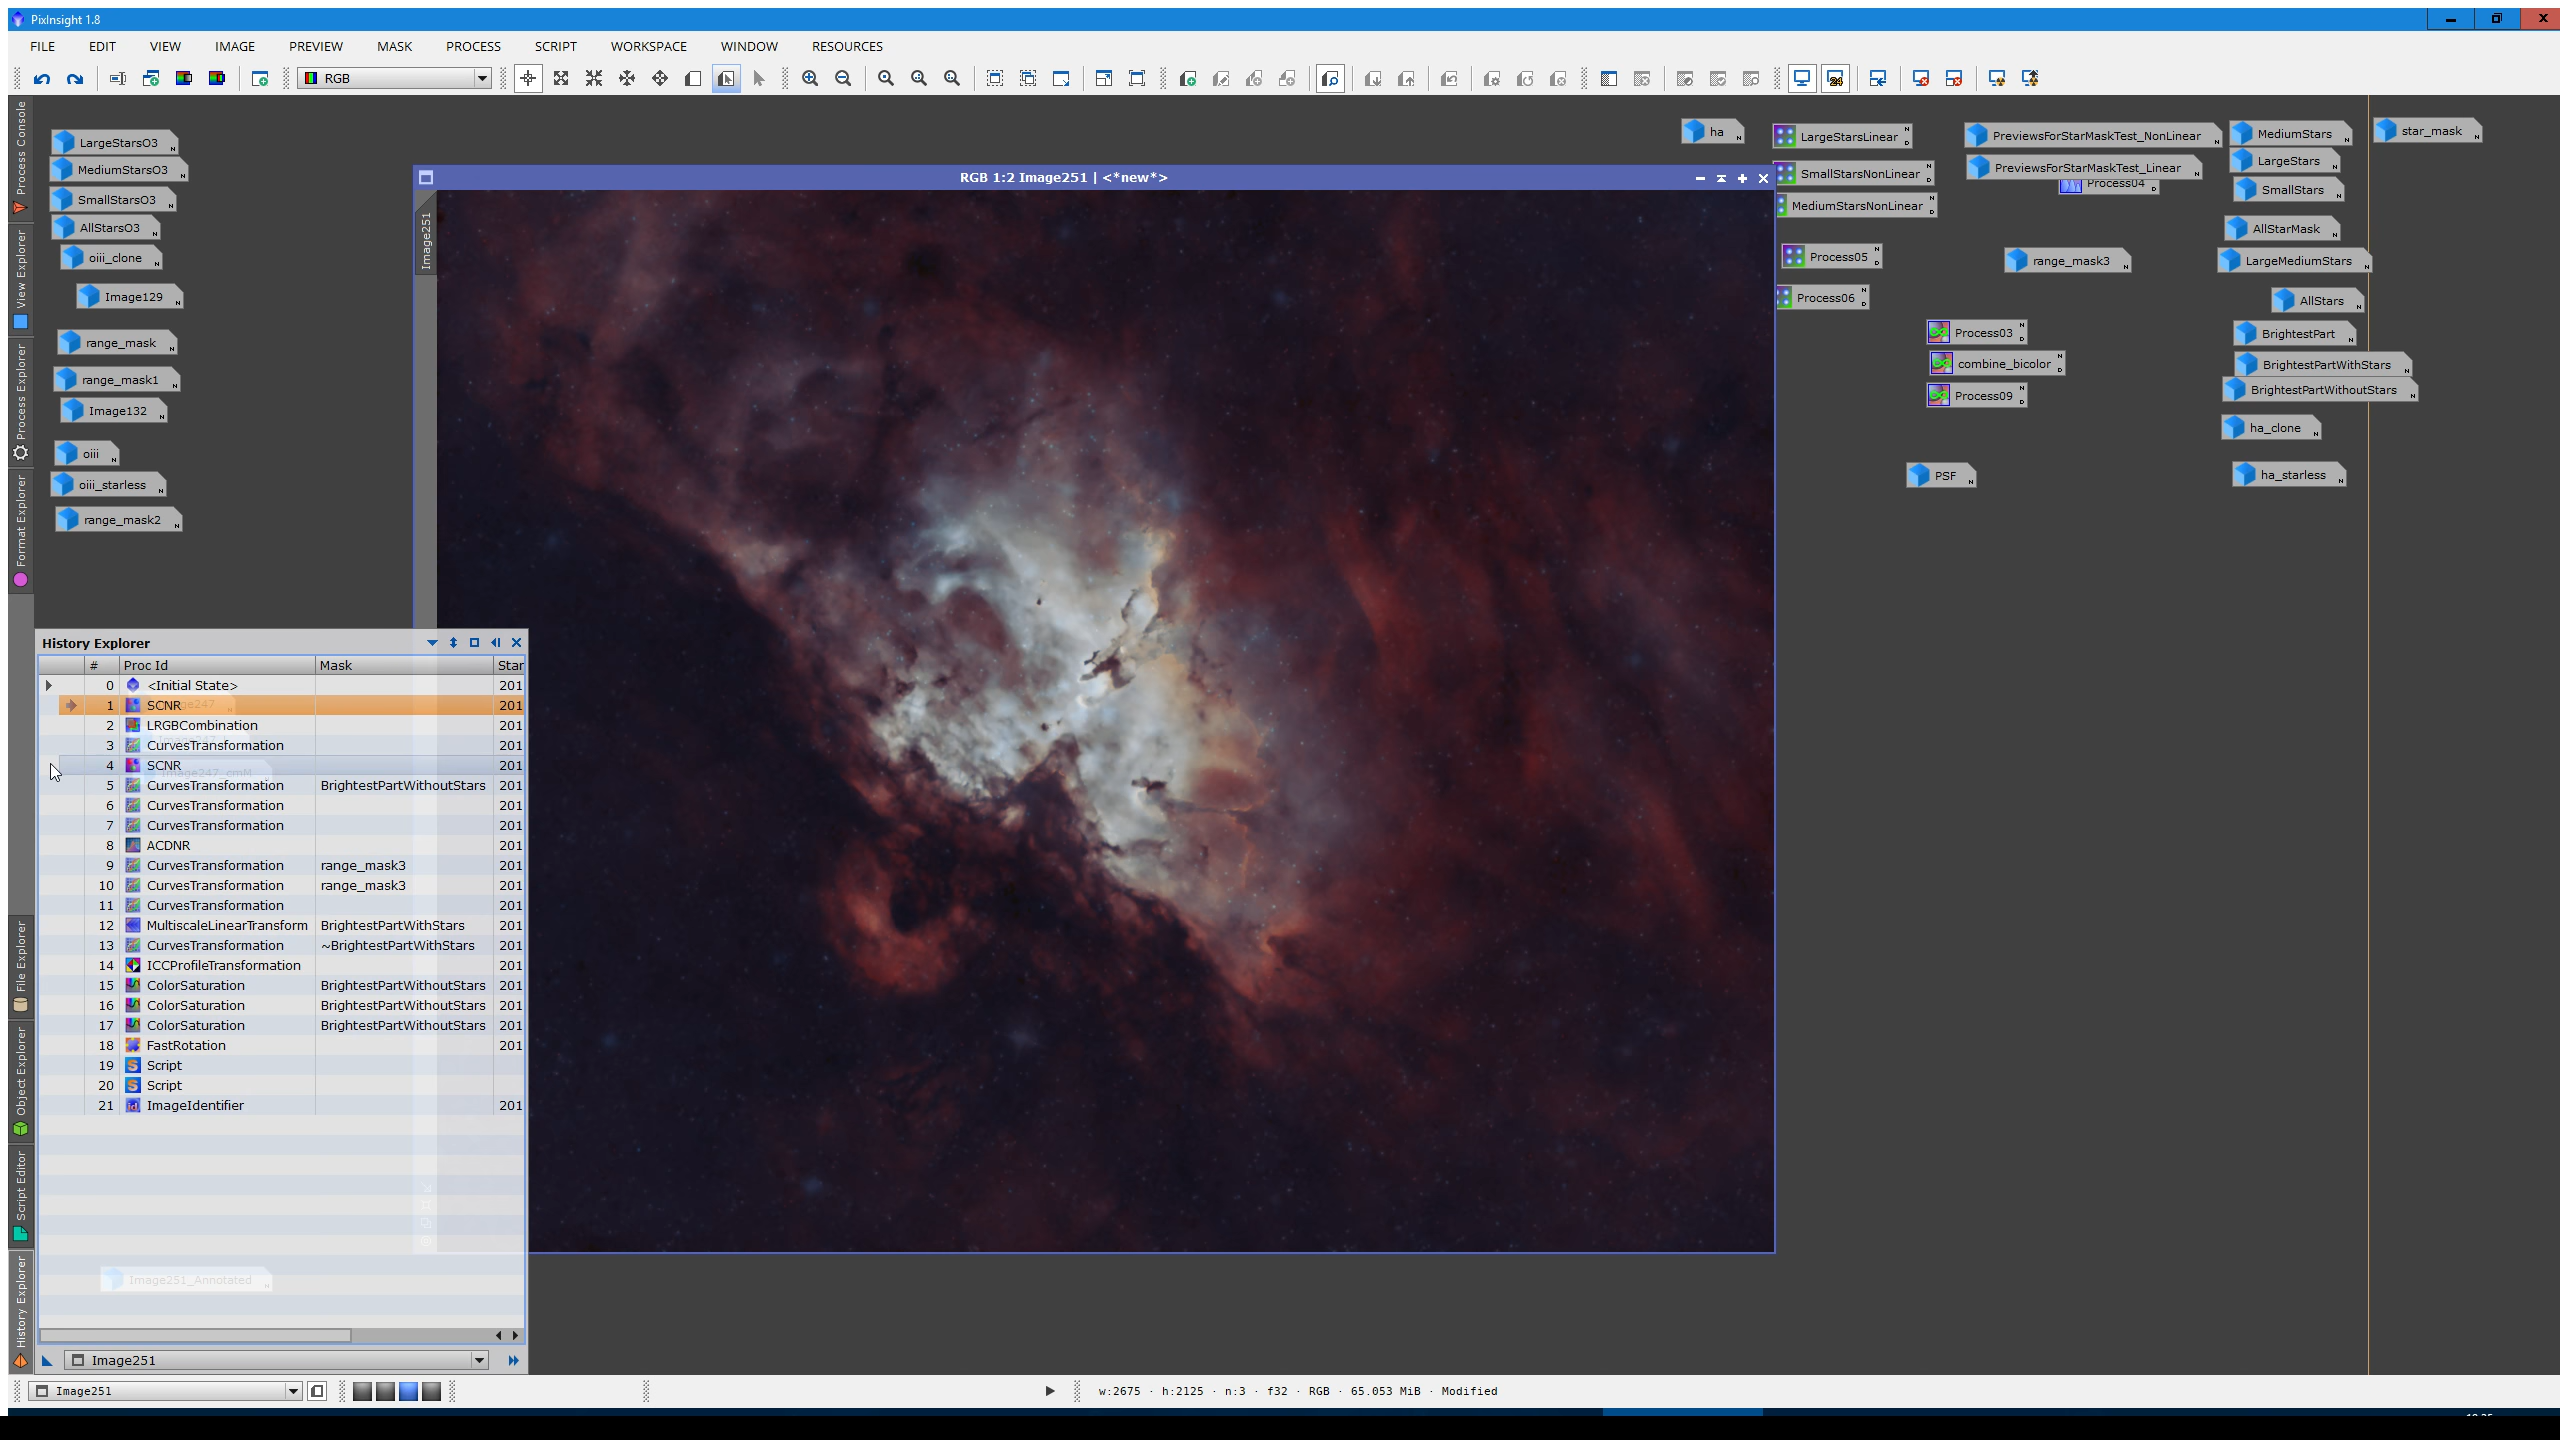 PixInsight 1.8
FILE EDIT VIEW IMAGE PREVIEW MASK PROCESS SCRIPT WORKSPACE WINDOW RESOURCES
RGB
24
Process Console
View Explorer
Process Explorer
Format Explorer
File Explorer
Object Explorer
Script Editor
History Explorer
LargeStarsO3
MediumStarsO3
SmallStarsO3
AllStarsO3
oiii_clone
Image129
range_mask
range_mask1
Image132
oiii
oiii_starless
range_mask2
RGB 1:2 Image251 | <*new*>
Image251
ha
LargeStarsLinear
SmallStarsNonLinear
MediumStarsNonLinear
Process05
Process06
PreviewsForStarMaskTest_NonLinear
PreviewsForStarMaskTest_Linear
Process04
range_mask3
Process03
combine_bicolor
Process09
PSF
MediumStars
LargeStars
SmallStars
AllStarMask
LargeMediumStars
AllStars
BrightestPart
BrightestPartWithStars
BrightestPartWithoutStars
ha_clone
ha_starless
star_mask
History Explorer
# Proc Id Mask Star
0 <Initial State> 201
1 SCNR 201
2 LRGBCombination 201
3 CurvesTransformation 201
4 SCNR 201
5 CurvesTransformation BrightestPartWithoutStars 201
6 CurvesTransformation 201
7 CurvesTransformation 201
8 ACDNR 201
9 CurvesTransformation range_mask3 201
10 CurvesTransformation range_mask3 201
11 CurvesTransformation 201
12 MultiscaleLinearTransform BrightestPartWithStars 201
13 CurvesTransformation ~BrightestPartWithStars 201
14 ICCProfileTransformation 201
15 ColorSaturation BrightestPartWithoutStars 201
16 ColorSaturation BrightestPartWithoutStars 201
17 ColorSaturation BrightestPartWithoutStars 201
18 FastRotation 201
19 Script
20 Script
21 ImageIdentifier 201
Image251_Annotated
Image251
Image251
w:2675 · h:2125 · n:3 · f32 · RGB · 65.053 MiB · Modified